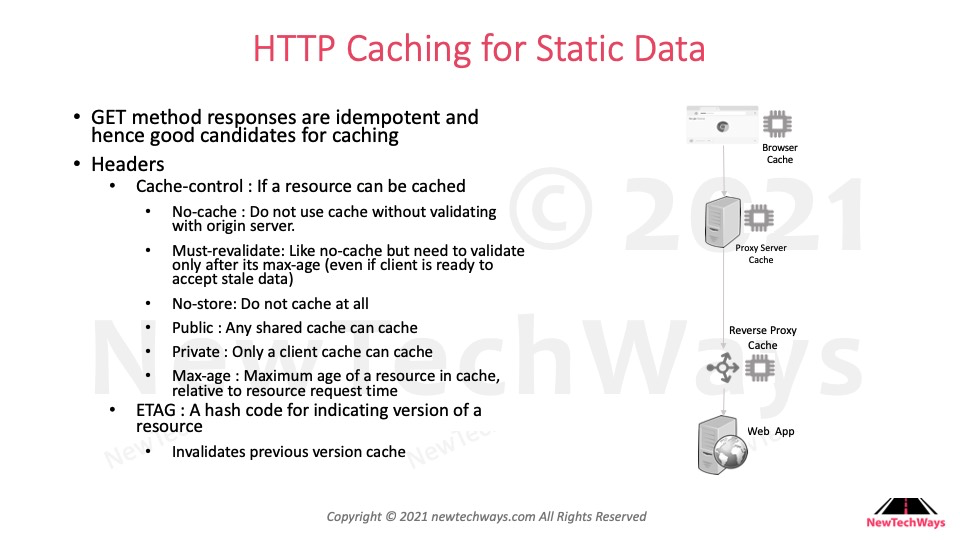 HTTP Caching for Static Data
• GET method responses are idempotent and
hence good candidates for caching
• Headers
• Cache-control : If a resource can be cached
• No-cache : Do not use cache without validating
with origin server.
• Must-revalidate: Like no-cache but need to validate
only after its max-age (even if client is ready to
accept stale data)
• No-store: Do not cache at all
• Public : Any shared cache can cache
• Private : Only a client cache can cache
• Max-age : Maximum age of a resource in cache,
relative to resource request time
• ETAG : A hash code for indicating version of a
resource
• Invalidates previous version cache
Browser
Cache
Proxy Server
Cache
Reverse Proxy
Cache
Web App
© 2021
NewTechWays
Copyright © 2021 newtechways.com All Rights Reserved
NewTechWays